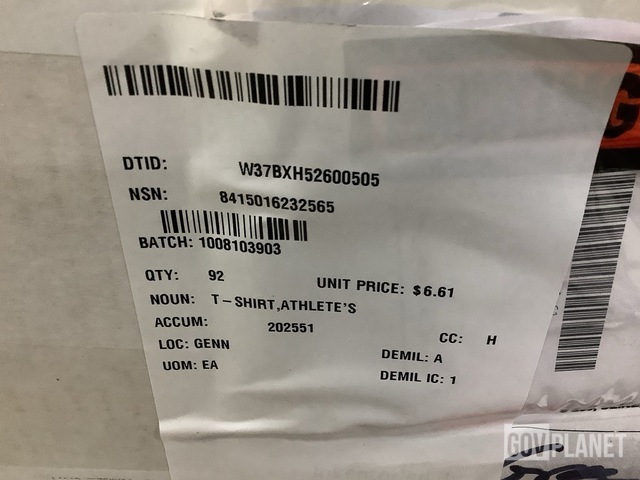 DTID: W37BXH52600505
NSN: 8415016232565
BATCH: 1008103903
QTY: 92 UNIT PRICE: $6.61
NOUN: T-SHIRT,ATHLETE'S
ACCUM: 202551 CC: H
LOC: GENN DEMIL: A
UOM: EA DEMIL IC: 1
G
GOVPLANET